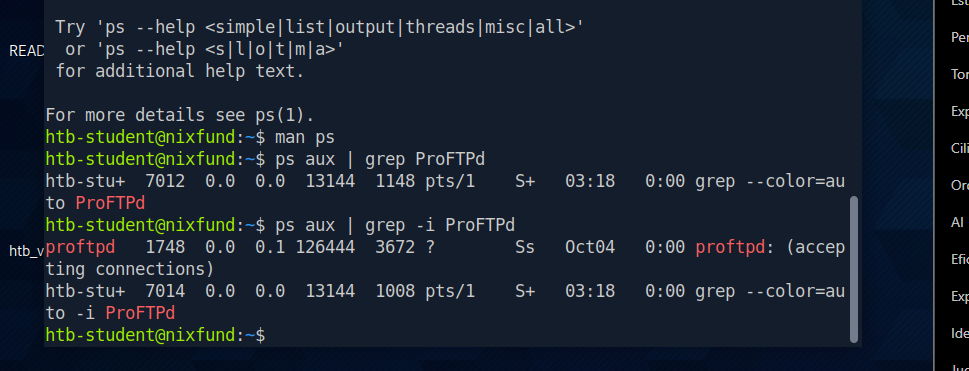 Try 'ps --help <simple|list|output|threads|misc|all>'
or 'ps --help <s|l|o|t|m|a>'
for additional help text.
For more details see ps(1).
htb-student@nixfund:~$ man ps
htb-student@nixfund:~$ ps aux | grep ProFTPd
htb-stu+  7012  0.0  0.0  13144  1148 pts/1    S+   03:18   0:00 grep --color=au
to ProFTPd
htb-student@nixfund:~$ ps aux | grep -i ProFTPd
proftpd   1748  0.0  0.1 126444  3672 ?        Ss   Oct04   0:00 proftpd: (accep
ting connections)
htb-stu+  7014  0.0  0.0  13144  1008 pts/1    S+   03:18   0:00 grep --color=au
to -i ProFTPd
htb-student@nixfund:~$
READ
htb_v
Per
Tor
Exp
Cili
Orc
AI
Efic
Exp
Ide